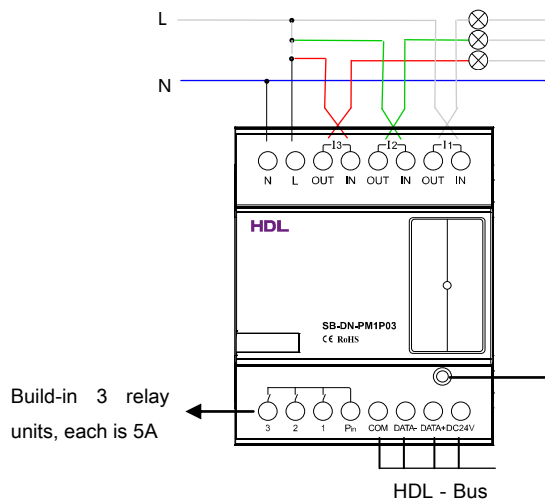 L
N
I3 I2 I1
N L OUT IN OUT IN OUT IN
HDL
SB-DN-PM1P03
CE RoHS
Build-in 3 relay
units, each is 5A
3 2 1 Pin COM DATA- DATA+ DC24V
HDL - Bus